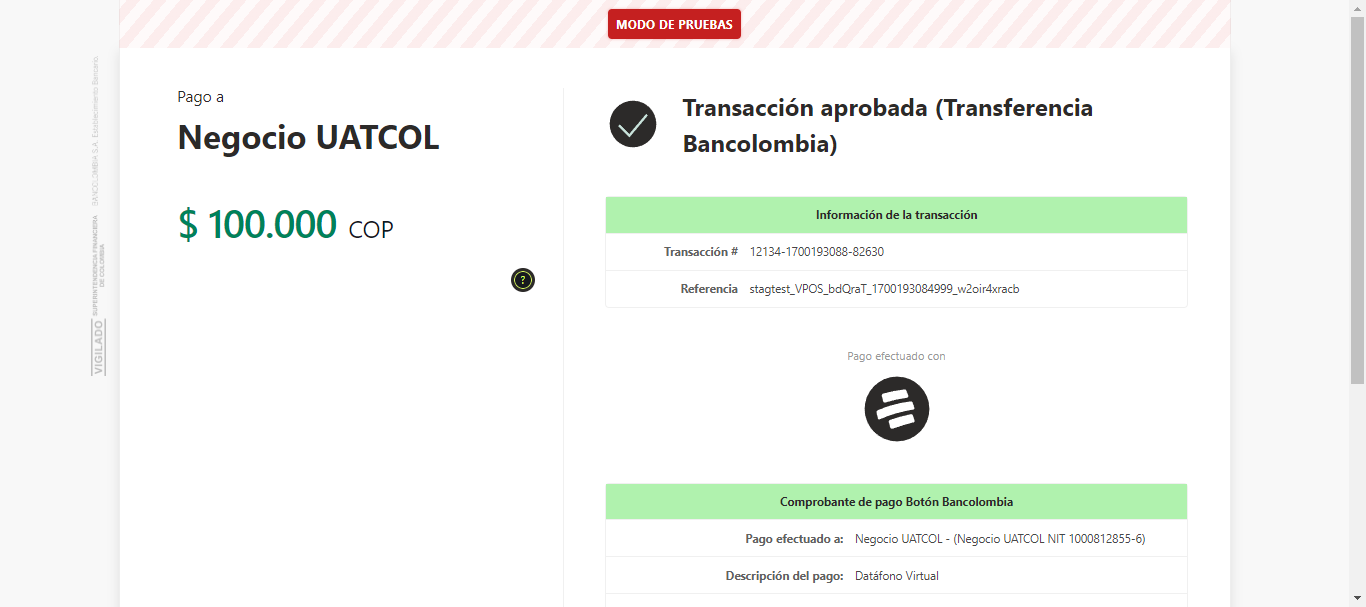 MODO DE PRUEBAS
Pago a
Negocio UATCOL
$ 100.000 COP
?
Transacción aprobada (Transferencia
Bancolombia)
Información de la transacción
Transacción # 12134-1700193088-82630
Referencia stagtest_VPOS_bdQraT_1700193084999_w2oir4xracb
Pago efectuado con
Comprobante de pago Botón Bancolombia
Pago efectuado a: Negocio UATCOL - (Negocio UATCOL NIT 1000812855-6)
Descripción del pago: Datáfono Virtual
VIGILADO
SUPERINTENDENCIA FINANCIERA
DE COLOMBIA
BANCOLOMBIA S.A. Establecimiento Bancario.